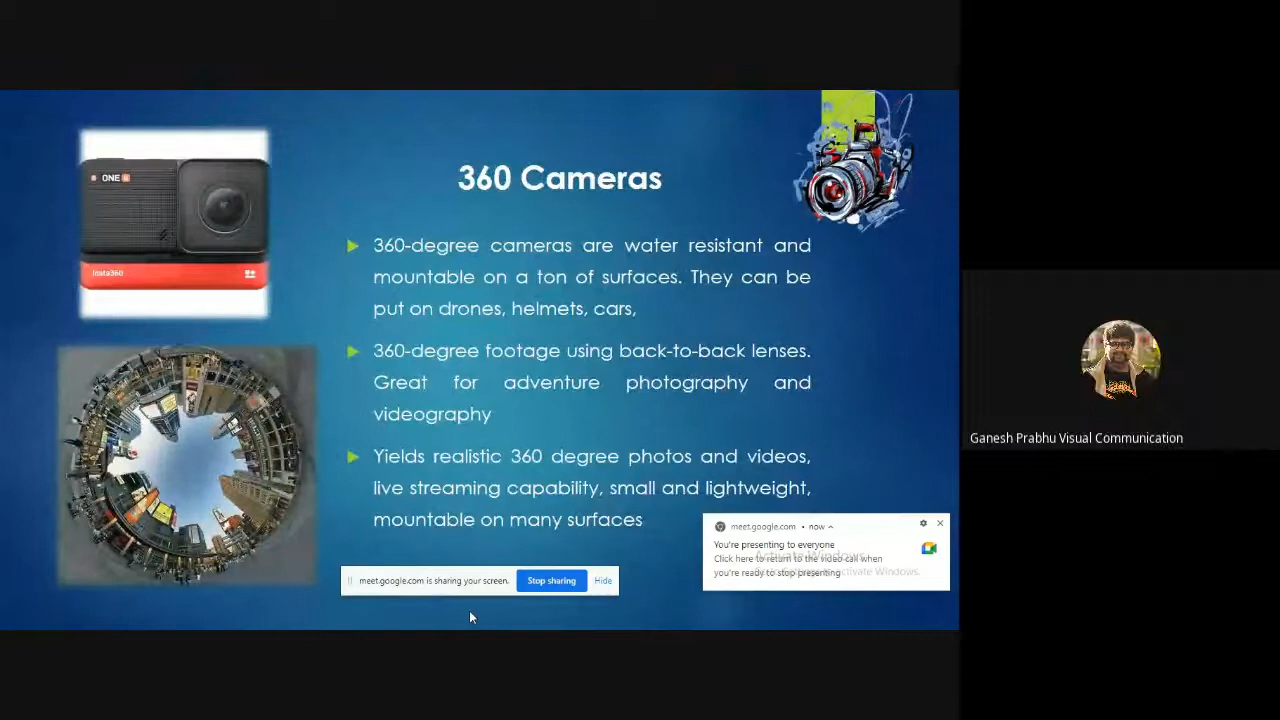 ONE R
Insta360
360 Cameras
360-degree cameras are water resistant and
mountable on a ton of surfaces. They can be
put on drones, helmets, cars,
360-degree footage using back-to-back lenses.
Great for adventure photography and
videography
Yields realistic 360 degree photos and videos,
live streaming capability, small and lightweight,
mountable on many surfaces
meet.google.com • now
You're presenting to everyone
Click here to return to the video call when
you're ready to stop presenting
Activate Windows
Activate Windows.
meet.google.com is sharing your screen.
Stop sharing
Hide
Ganesh Prabhu Visual Communication